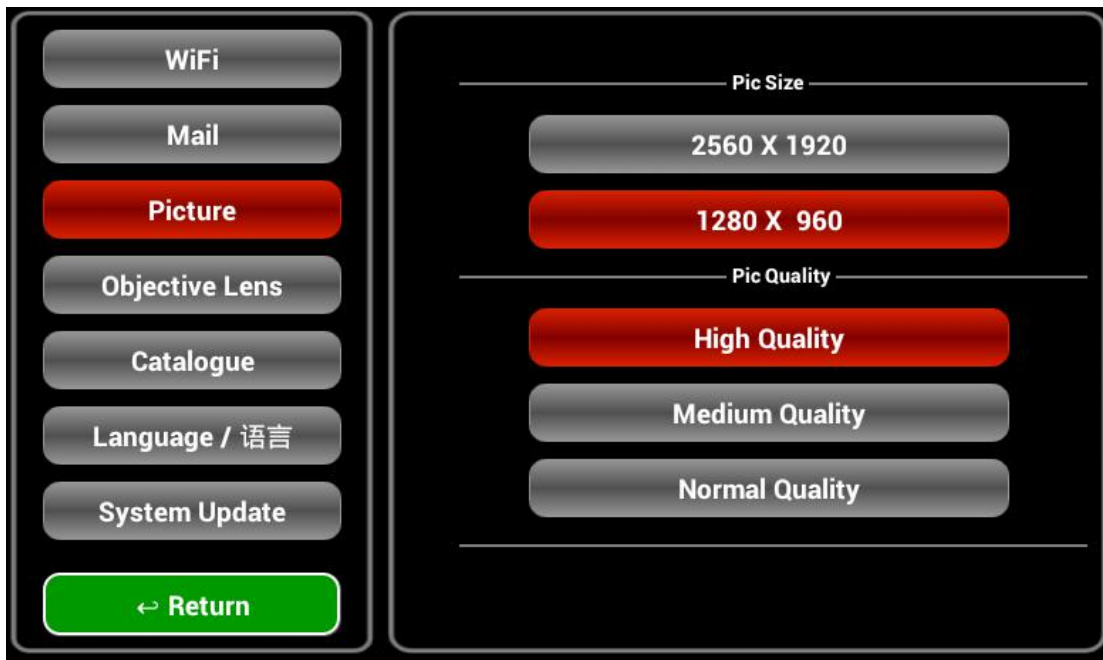 WiFi
Mail
Picture
Objective Lens
Catalogue
Language / 语言
System Update
↩ Return
Pic Size
2560 X 1920
1280 X  960
Pic Quality
High Quality
Medium Quality
Normal Quality